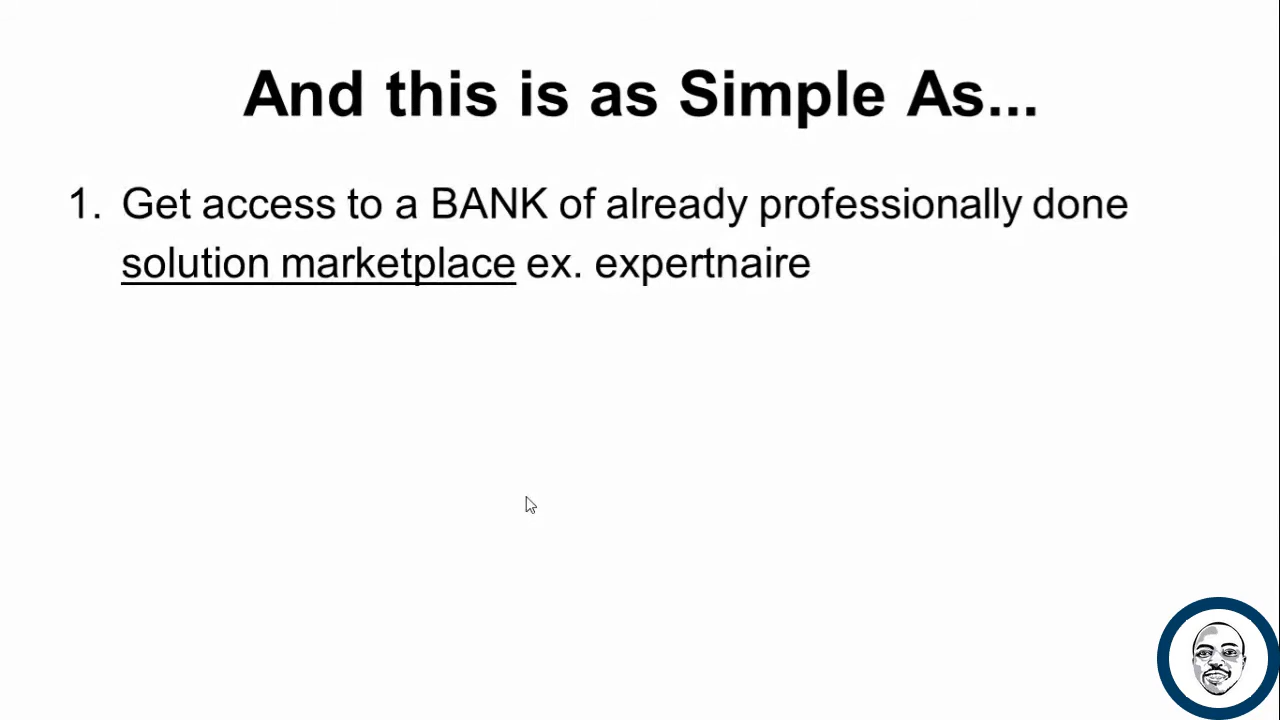 And this is as Simple As...
1. Get access to a BANK of already professionally done
solution marketplace ex. expertnaire